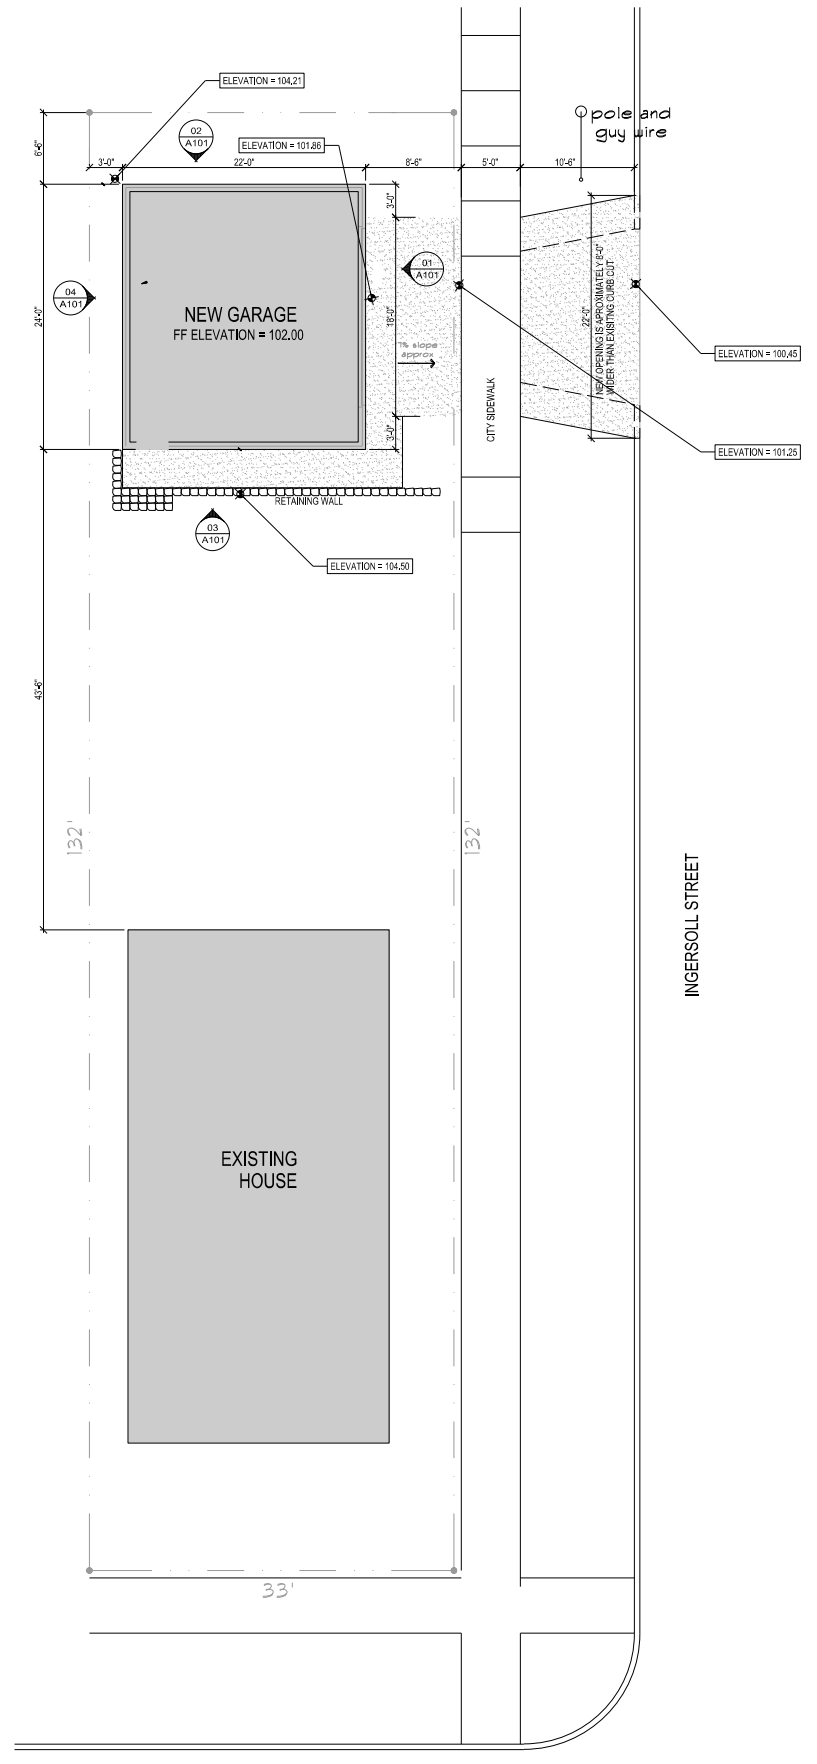 ELEVATION = 104.21
pole and
guy wire
02
A101
ELEVATION = 101.86
6'-6"
3'-0"
22'-0"
8'-6"
5'-0"
10'-6"
3'-0"
01
A101
04
A101
24'-0"
NEW GARAGE
FF ELEVATION = 102.00
18'-0"
7% slope
approx
22'-0"
NEW OPENING IS APROXIMATELY 8'-0"
WIDER THAN EXISITNG CURB CUT
ELEVATION = 100.45
CITY SIDEWALK
3'-0"
ELEVATION = 101.25
RETAINING WALL
03
A101
ELEVATION = 104.50
43'-6"
132'
132'
INGERSOLL STREET
EXISTING
HOUSE
33'